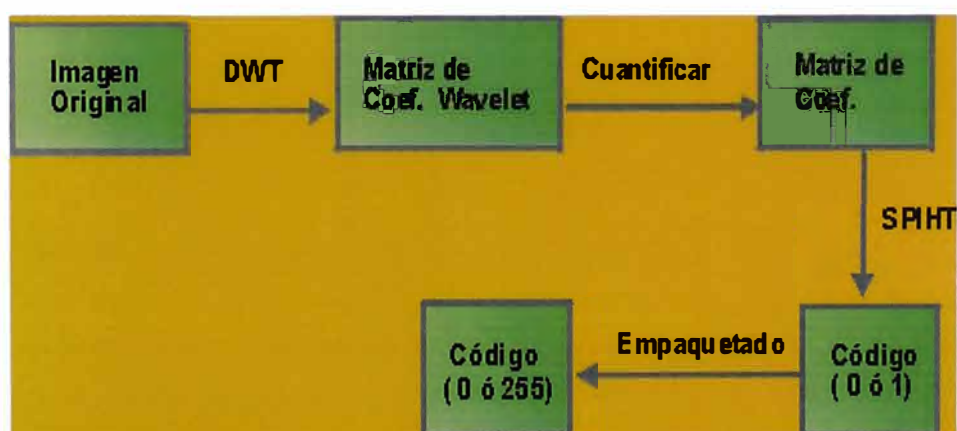 Imagen
Original
DWT
Matriz de
Coef. Wavelet
Cuantificar
Matriz de
Coef.
SPIHT
Código
( 0 ó 1)
Empaquetado
Código
( 0 ó 255)